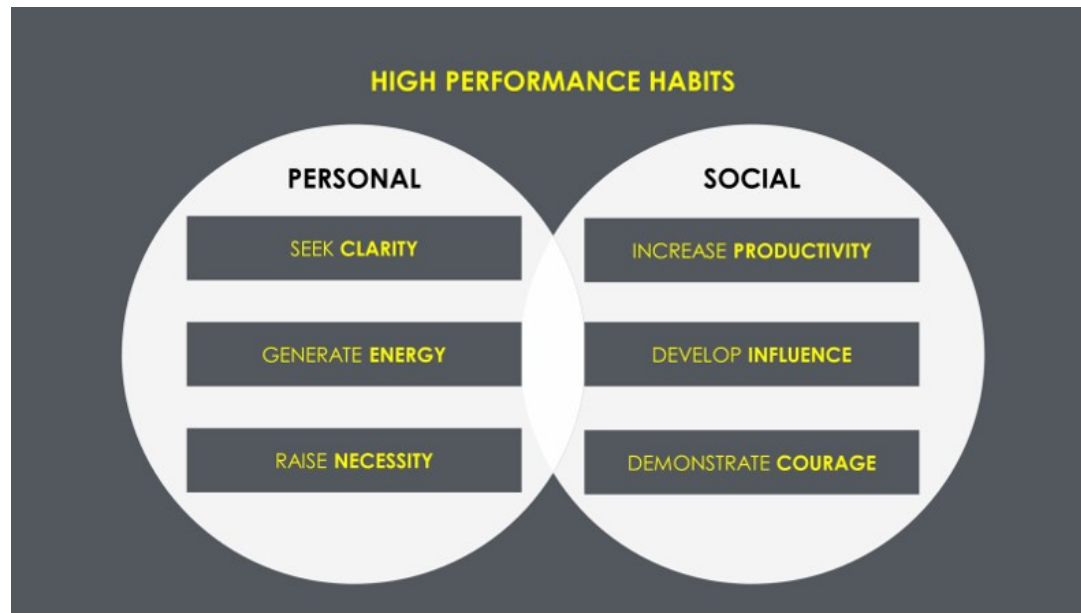 HIGH PERFORMANCE HABITS
PERSONAL
SEEK CLARITY
GENERATE ENERGY
RAISE NECESSITY
SOCIAL
INCREASE PRODUCTIVITY
DEVELOP INFLUENCE
DEMONSTRATE COURAGE